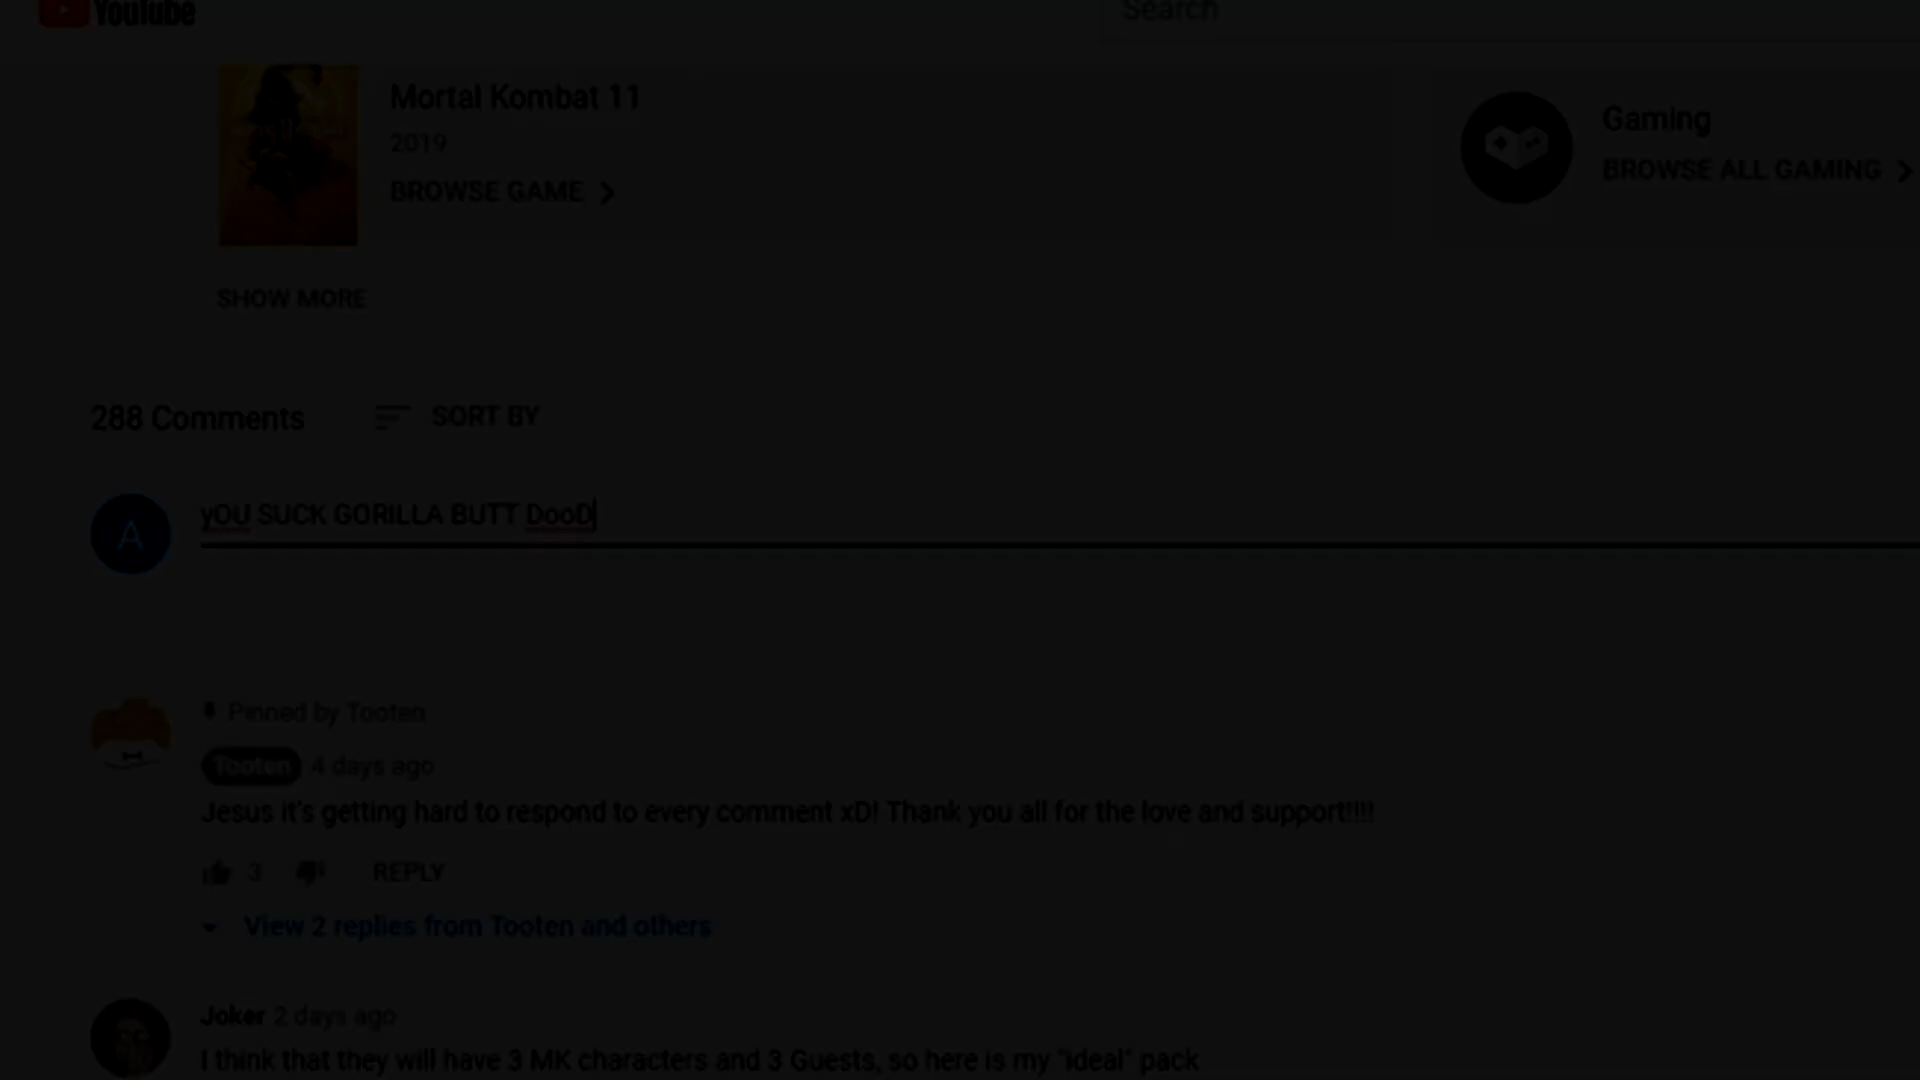 YouTube
Search
Mortal Kombat 11
2019
BROWSE GAME
Gaming
BROWSE ALL GAMING
SHOW MORE
288 Comments
SORT BY
A
yOU SUCK GORILLA BUTT DooD
Pinned by Tooten
Tooten 4 days ago
Jesus it's getting hard to respond to every comment xD! Thank you all for the love and support!!!!
3
REPLY
View 2 replies from Tooten and others
Joker 2 days ago
I think that they will have 3 MK characters and 3 Guests, so here is my "ideal" pack